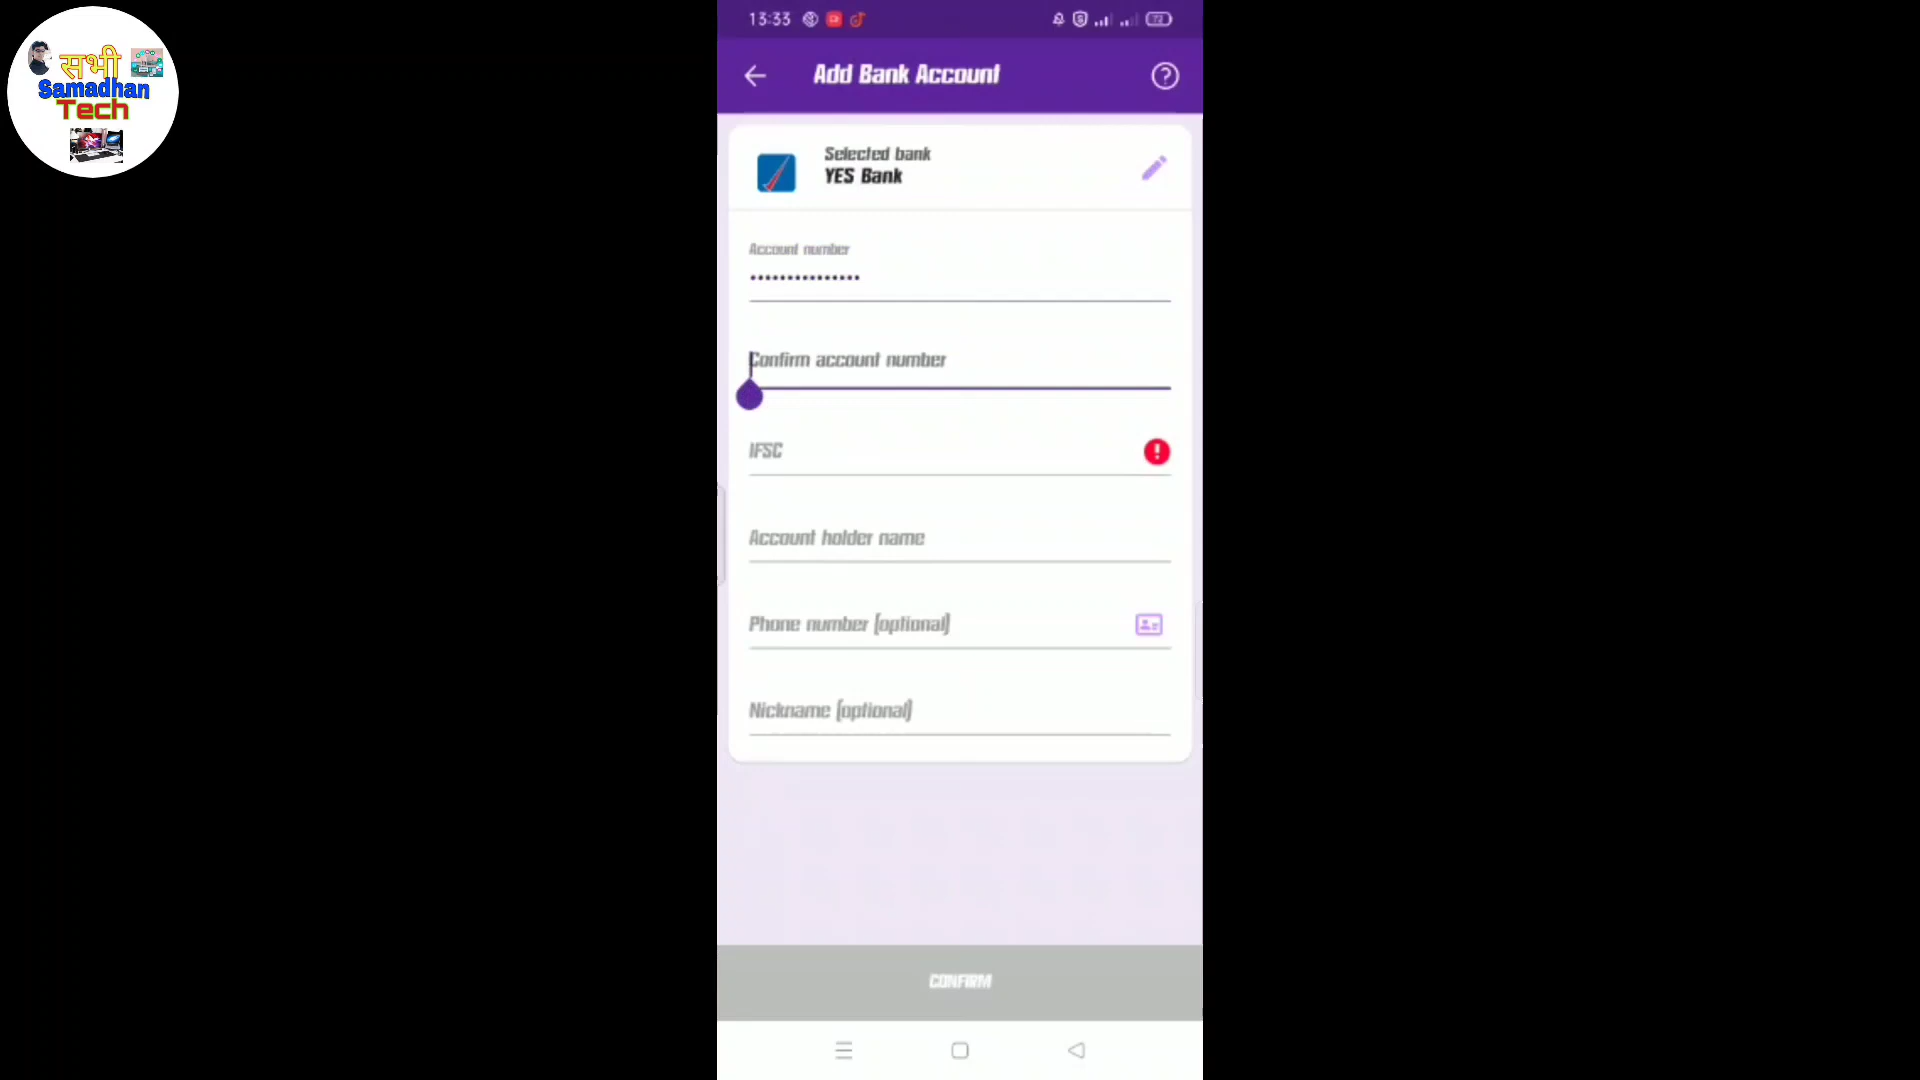 सभी
Samadhan
Tech
13:33
72
Add Bank Account
Selected bank
YES Bank
Account number
•••••••••••••••
Confirm account number
IFSC
Account holder name
Phone number (optional)
Nickname (optional)
CONFIRM